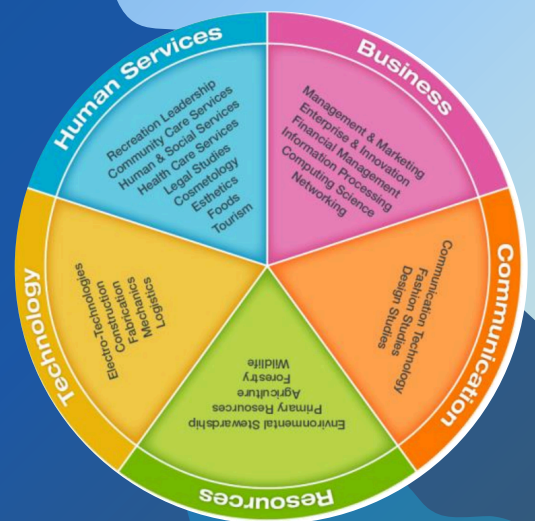 Human Services
Recreation Leadership
Community Care Services
Human & Social Services
Health Care Services
Legal Studies
Cosmetology
Esthetics
Foods
Tourism
Business
Management & Marketing
Enterprise & Innovation
Financial Management
Information Processing
Computing Science
Networking
Communication
Communication Technology
Fashion Studies
Design Studies
Resources
Environmental Stewardship
Primary Resources
Agriculture
Forestry
Wildlife
Technology
Electro-Technologies
Construction
Fabrication
Mechanics
Logistics